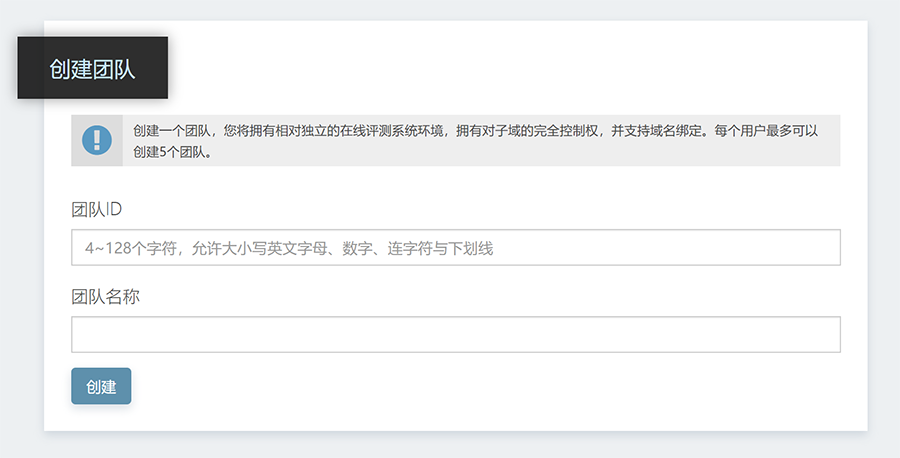 创建团队
创建一个团队，您将拥有相对独立的在线评测系统环境，拥有对子域的完全控制权，并支持域名绑定。每个用户最多可以
创建5个团队。
团队ID
4~128个字符，允许大小写英文字母、数字、连字符与下划线
团队名称
创建